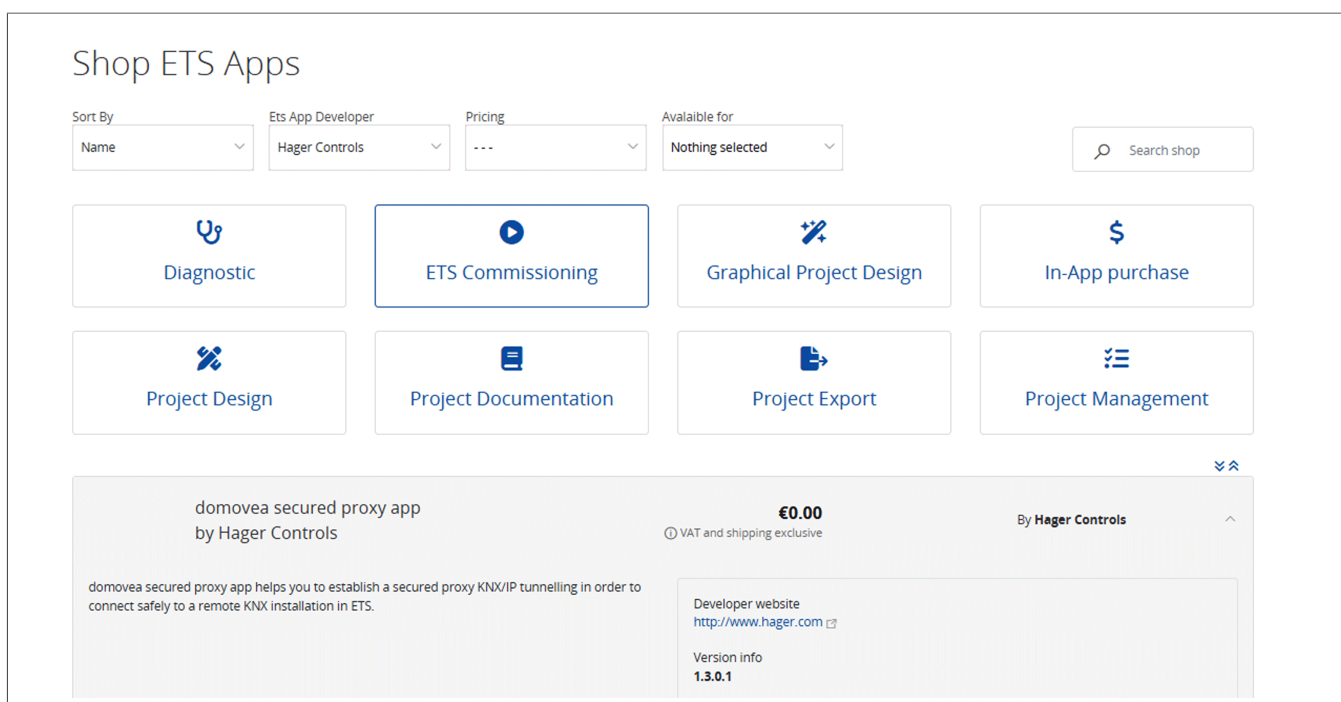 Shop ETS Apps
Sort By
Ets App Developer
Pricing
Avalaible for
Name
Hager Controls
---
Nothing selected
Search shop
Diagnostic
ETS Commissioning
Graphical Project Design
In-App purchase
Project Design
Project Documentation
Project Export
Project Management
domovea secured proxy app
by Hager Controls
€0.00
VAT and shipping exclusive
By Hager Controls
domovea secured proxy app helps you to establish a secured proxy KNX/IP tunnelling in order to
connect safely to a remote KNX installation in ETS.
Developer website
http://www.hager.com
Version info
1.3.0.1